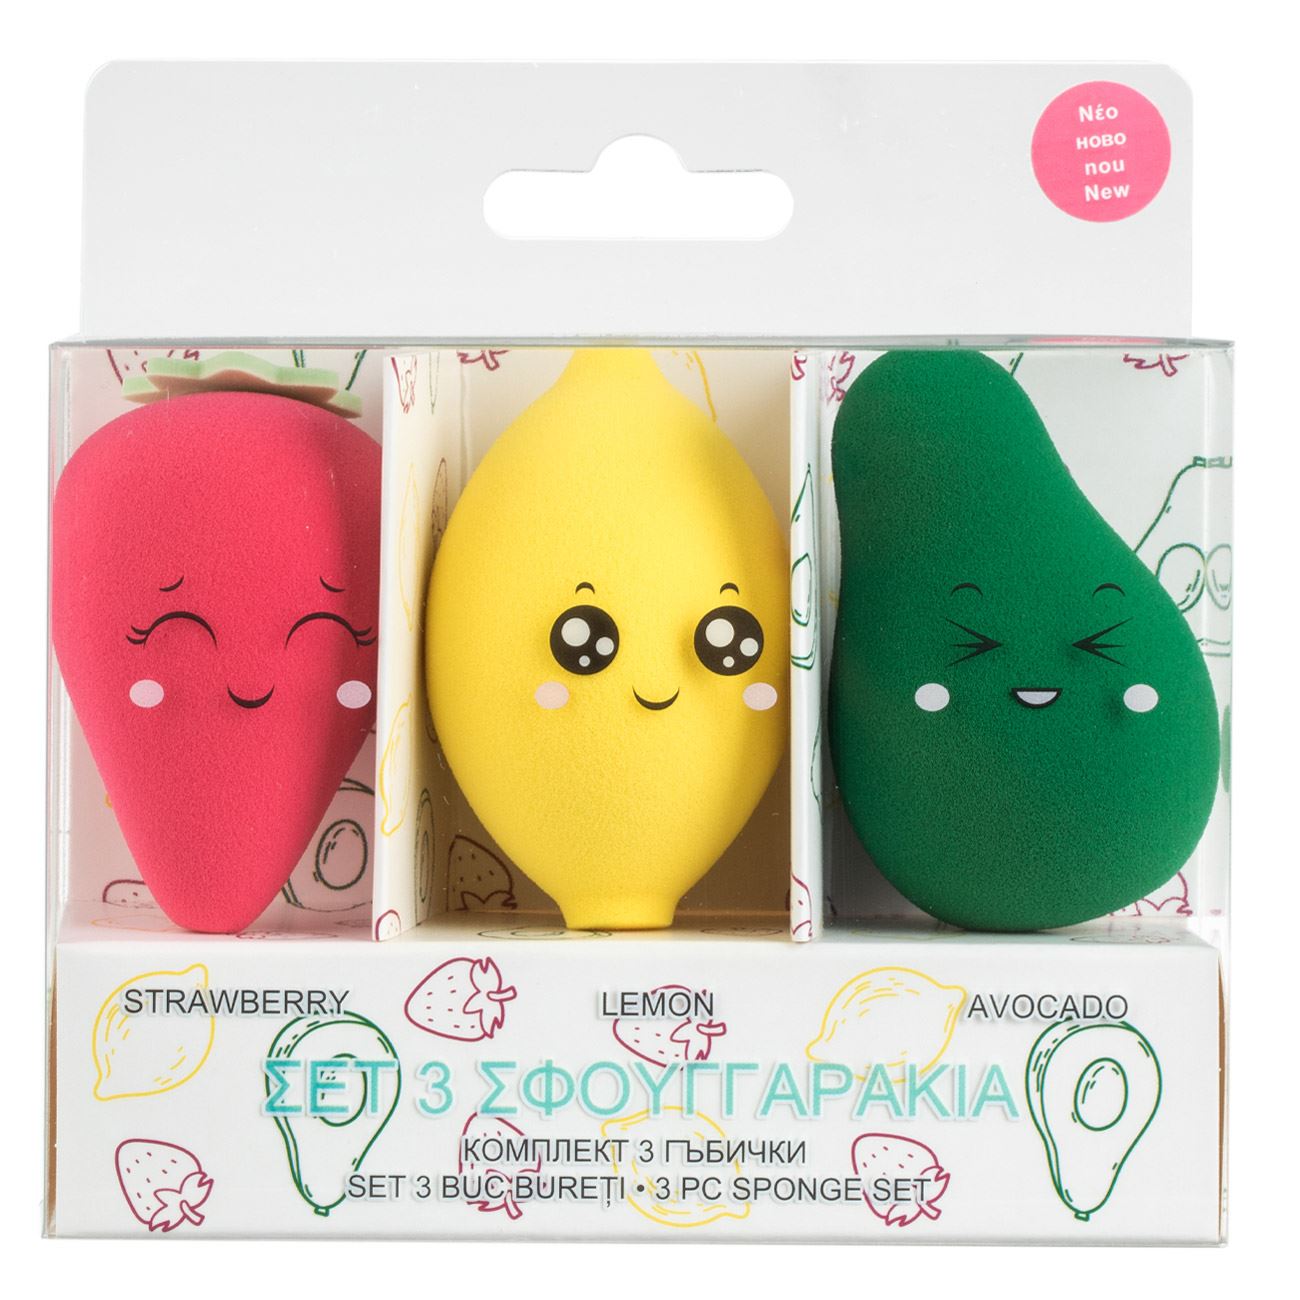 Νέο
НОВО
nou
New
STRAWBERRY LEMON AVOCADO
ΣΕΤ 3 ΣΦΟΥΓΓΑΡΑΚΙΑ
КОМПЛЕКТ 3 ГЪБИЧКИ
SET 3 BUC BUREȚI • 3 PC SPONGE SET